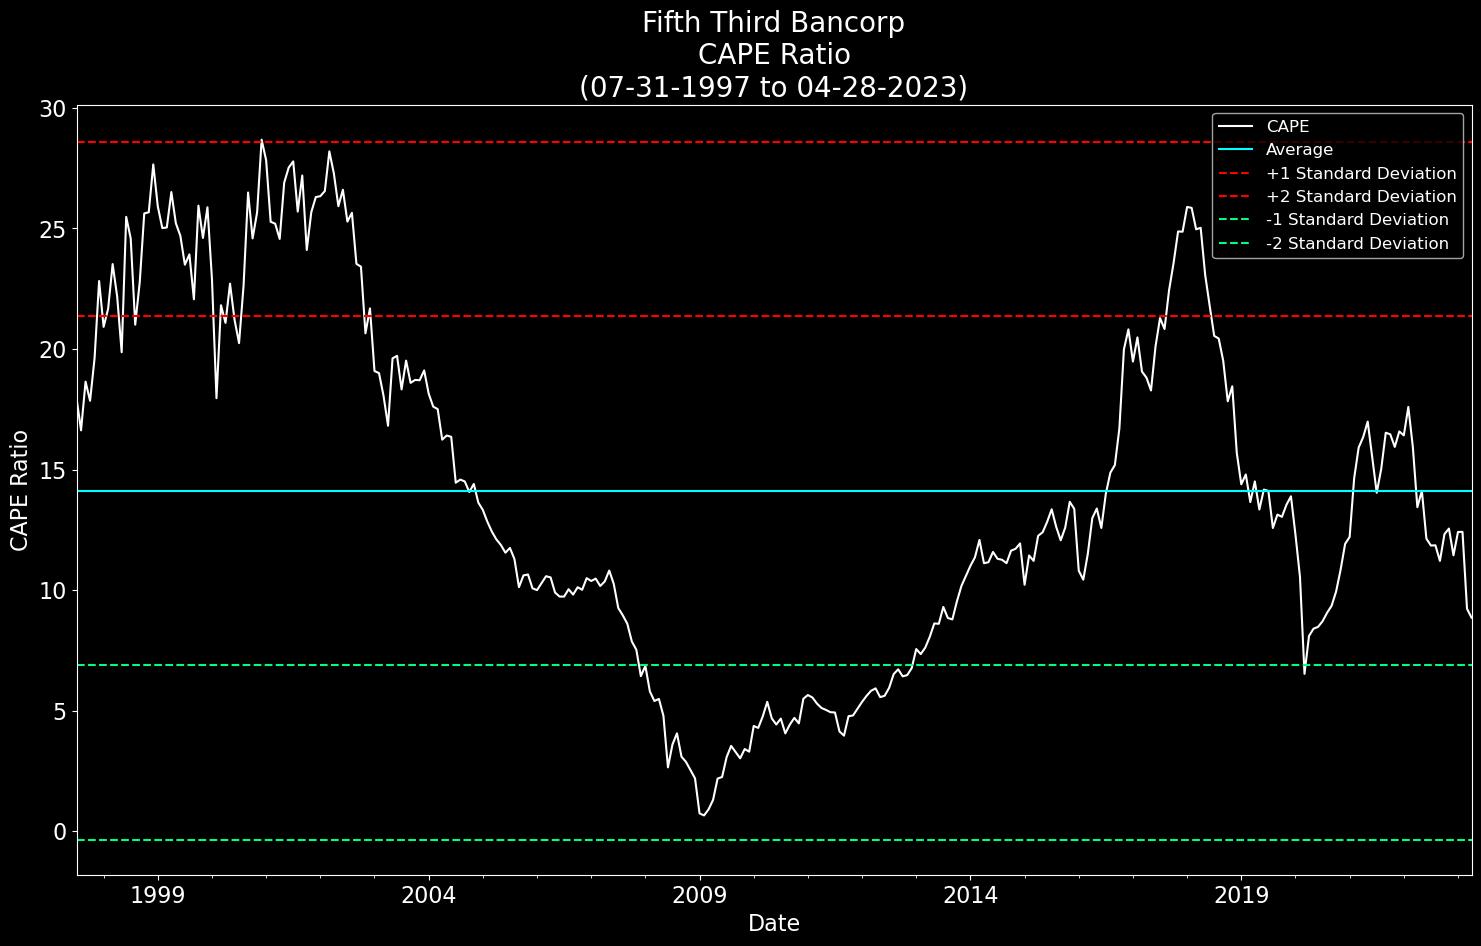 Fifth Third Bancorp
CAPE Ratio
(07-31-1997 to 04-28-2023)
CAPE
Average
+1 Standard Deviation
+2 Standard Deviation
-1 Standard Deviation
-2 Standard Deviation
CAPE Ratio
30
25
20
15
10
5
0
1999 2004 2009 2014 2019
Date